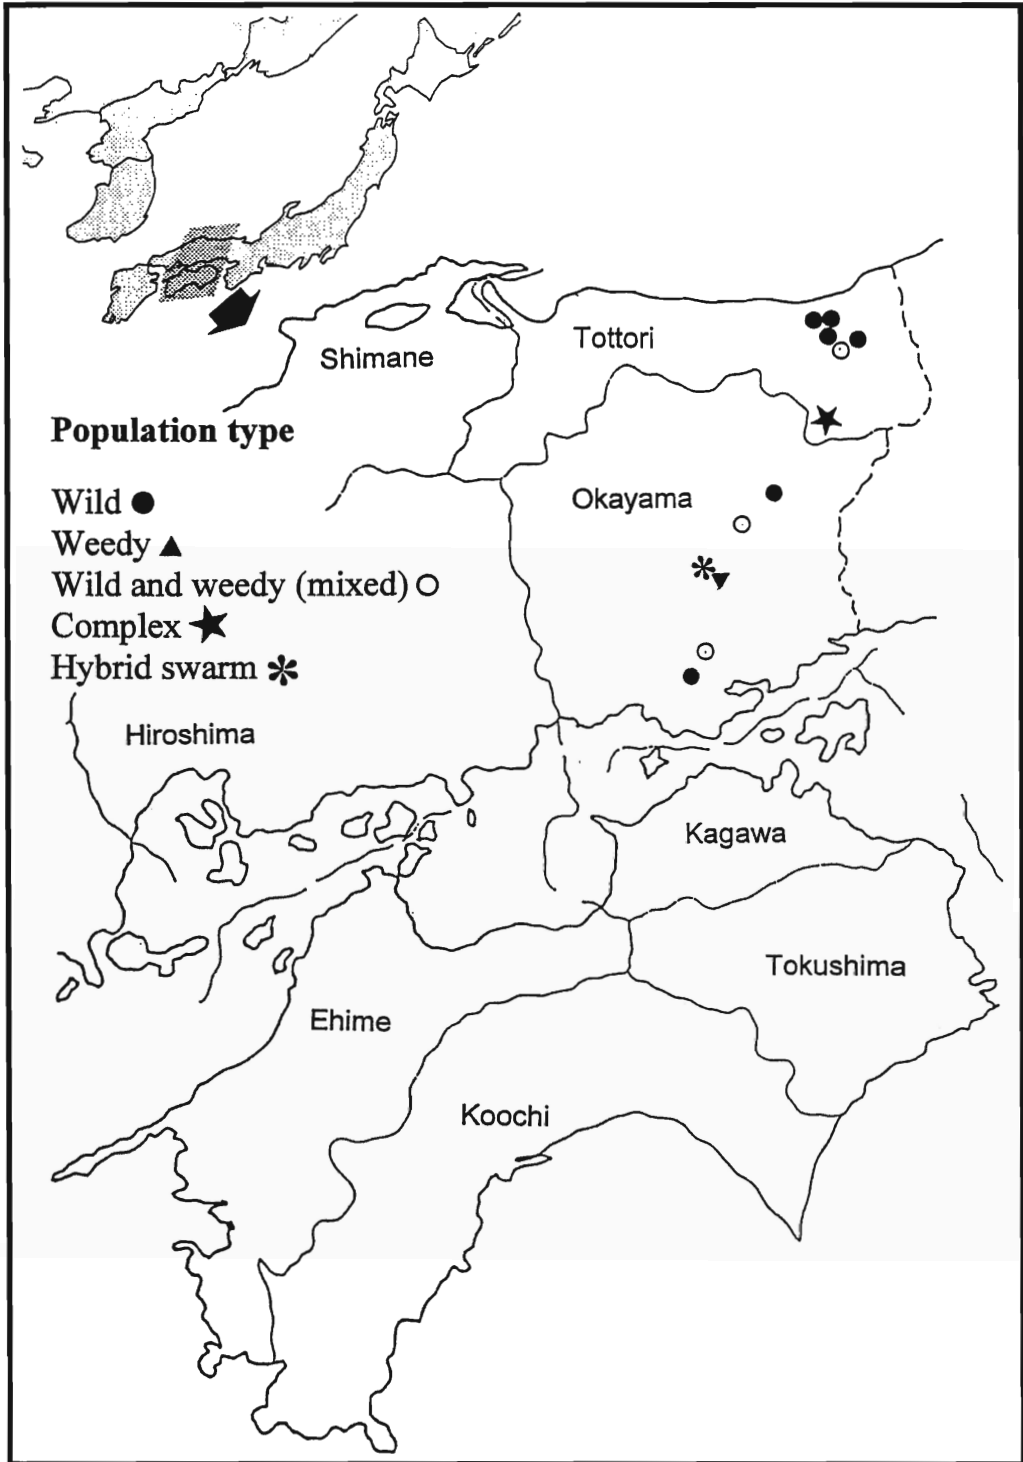 Shimane
Tottori
Population type
Wild
Weedy
Wild and weedy (mixed)
Complex
Hybrid swarm
Okayama
Hiroshima
Kagawa
Tokushima
Ehime
Koochi